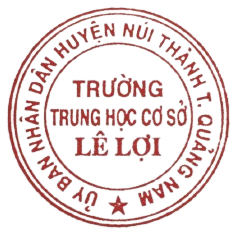 ỦY BAN NHÂN DÂN HUYỆN NÚI THÀNH T. QUẢNG NAM
TRƯỜNG
TRUNG HỌC CƠ SỞ
LÊ LỢI